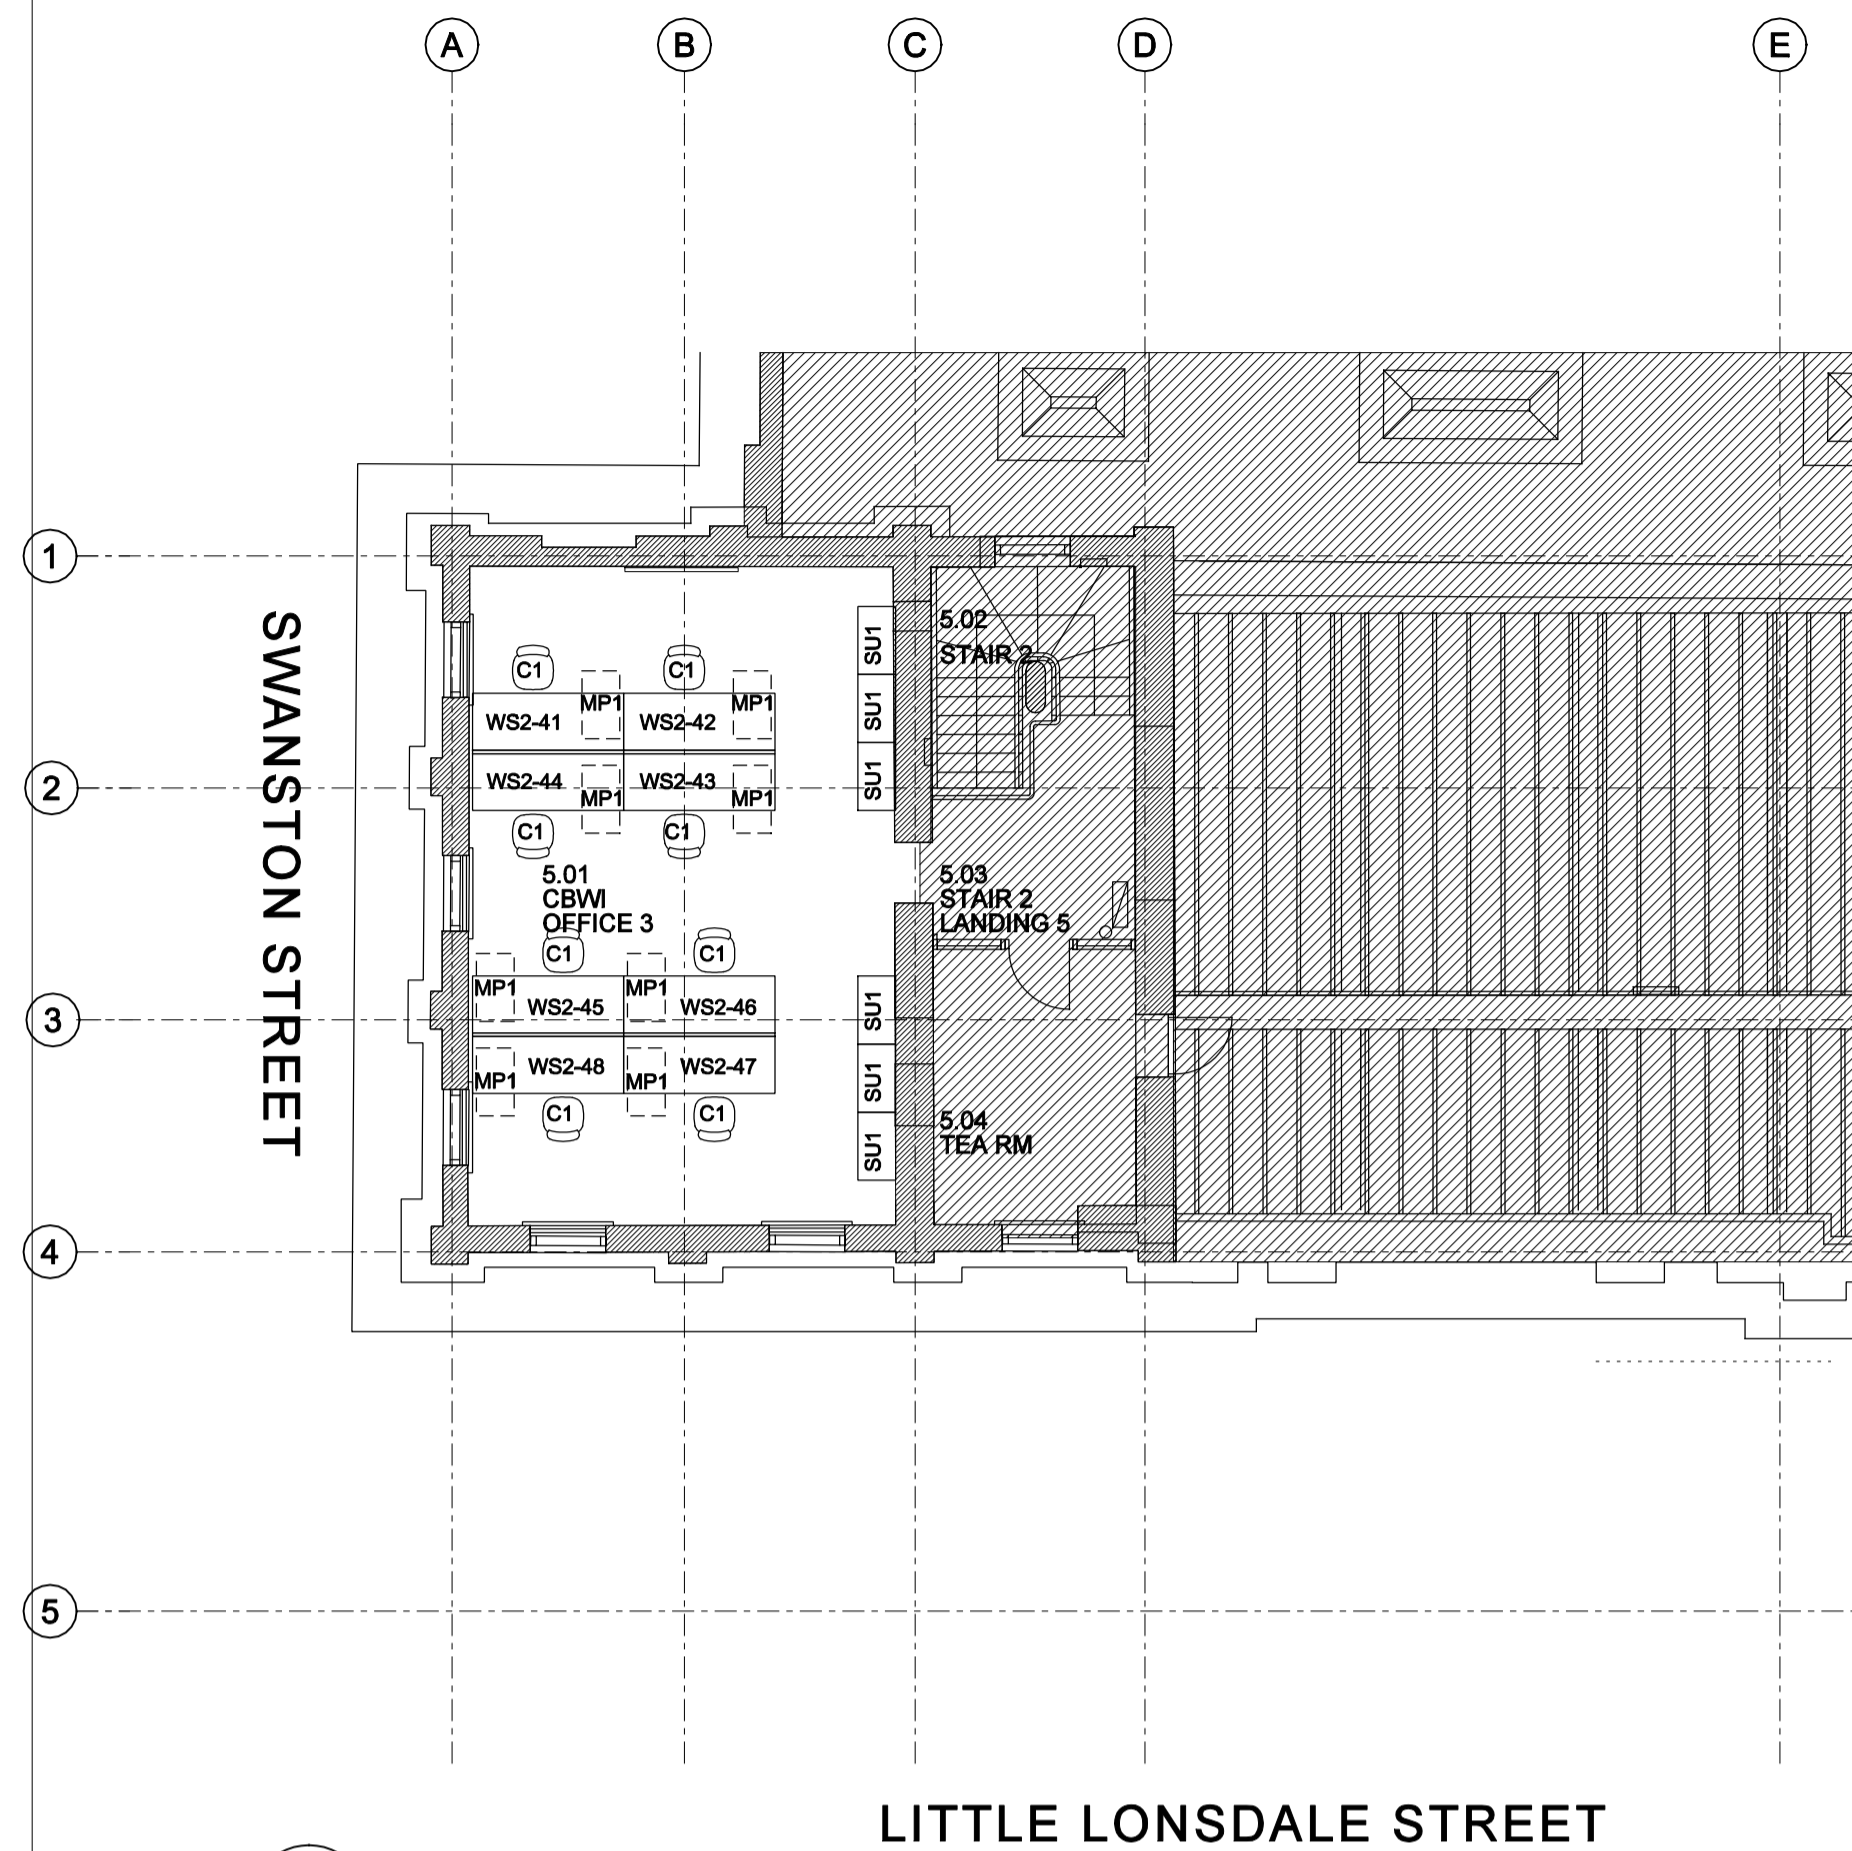 A B C D E
1
SWANSTON STREET
5.02
STAIR 2
SU1
C1 C1
SU1
MP1 MP1
WS2-41 WS2-42
2
WS2-44 WS2-43
SU1
MP1 MP1
C1 C1
5.01
CBWI
OFFICE 3
5.03
STAIR 2
LANDING 5
C1 C1
MP1 MP1
WS2-45 WS2-46
SU1
3
WS2-48 WS2-47
MP1 MP1
SU1
C1 C1
5.04
TEA RM
SU1
4
5
LITTLE LONSDALE STREET